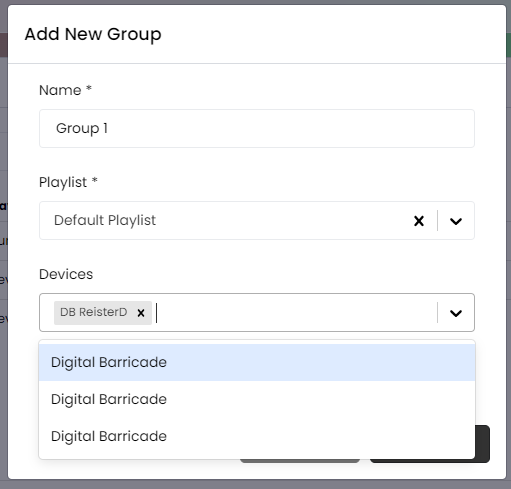 Add New Group
Name *
Group 1
Playlist *
Default Playlist
Devices
DB ReisterD
Digital Barricade
Digital Barricade
Digital Barricade